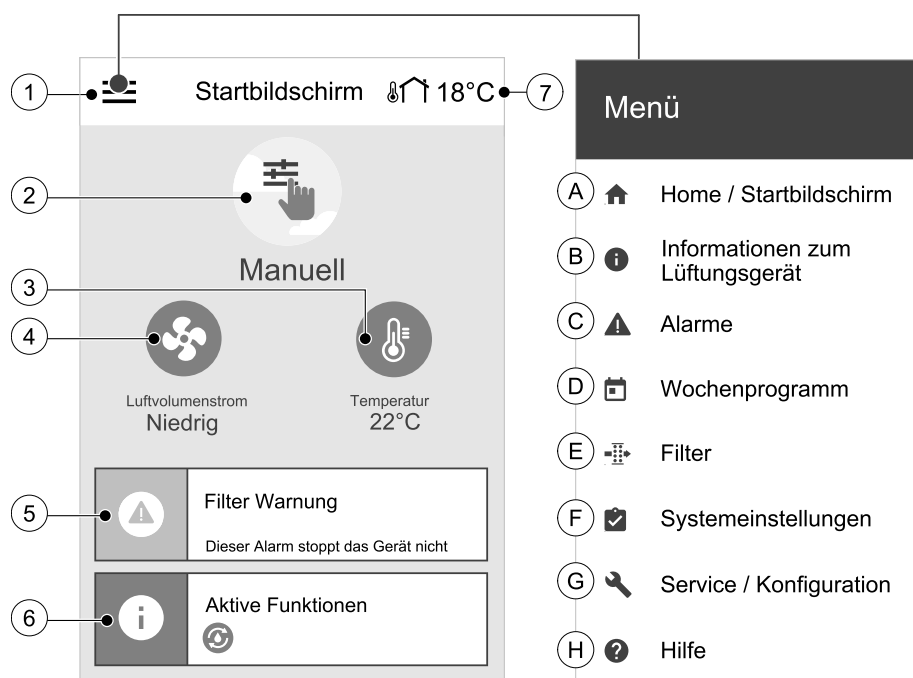 1
Startbildschirm
18°C
7
2
Manuell
3
4
Luftvolumenstrom
Niedrig
Temperatur
22°C
5
Filter Warnung
Dieser Alarm stoppt das Gerät nicht
6
i
Aktive Funktionen
Menü
A Home / Startbildschirm
B i Informationen zum
Lüftungsgerät
C Alarme
D Wochenprogramm
E Filter
F Systemeinstellungen
G Service / Konfiguration
H ? Hilfe